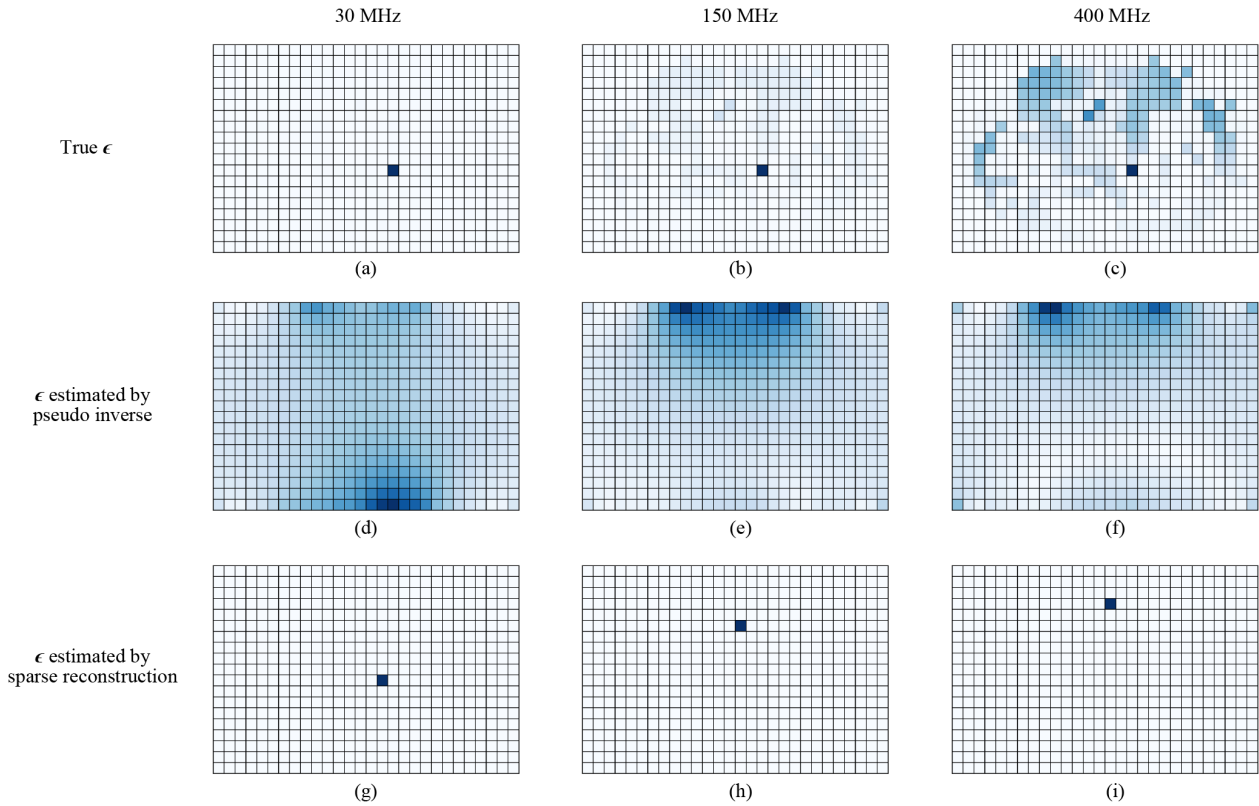 30 MHz
150 MHz
400 MHz
True ϵ
(a)
(b)
(c)
ϵ estimated by
pseudo inverse
(d)
(e)
(f)
ϵ estimated by
sparse reconstruction
(g)
(h)
(i)